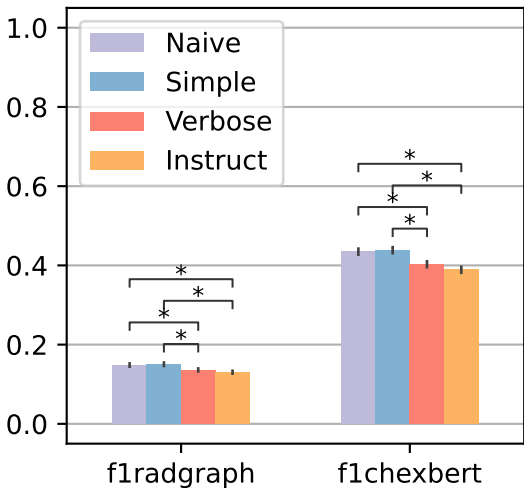 1.0
Naive
Simple
0.8
Verbose
Instruct
0.6
*
*
*
*
0.4
*
*
*
0.2
*
0.0
f1radgraph
f1chexbert